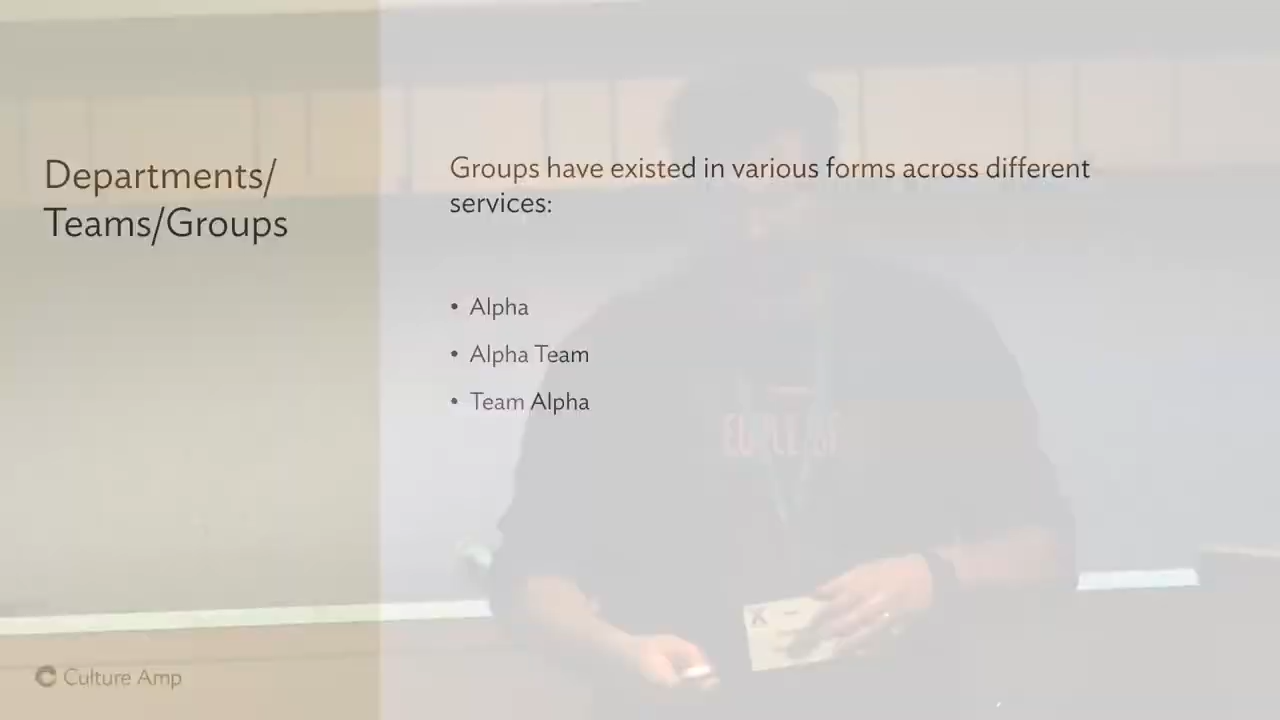 Departments/
Teams/Groups
Groups have existed in various forms across different
services:
• Alpha
• Alpha Team
• Team Alpha
Culture Amp